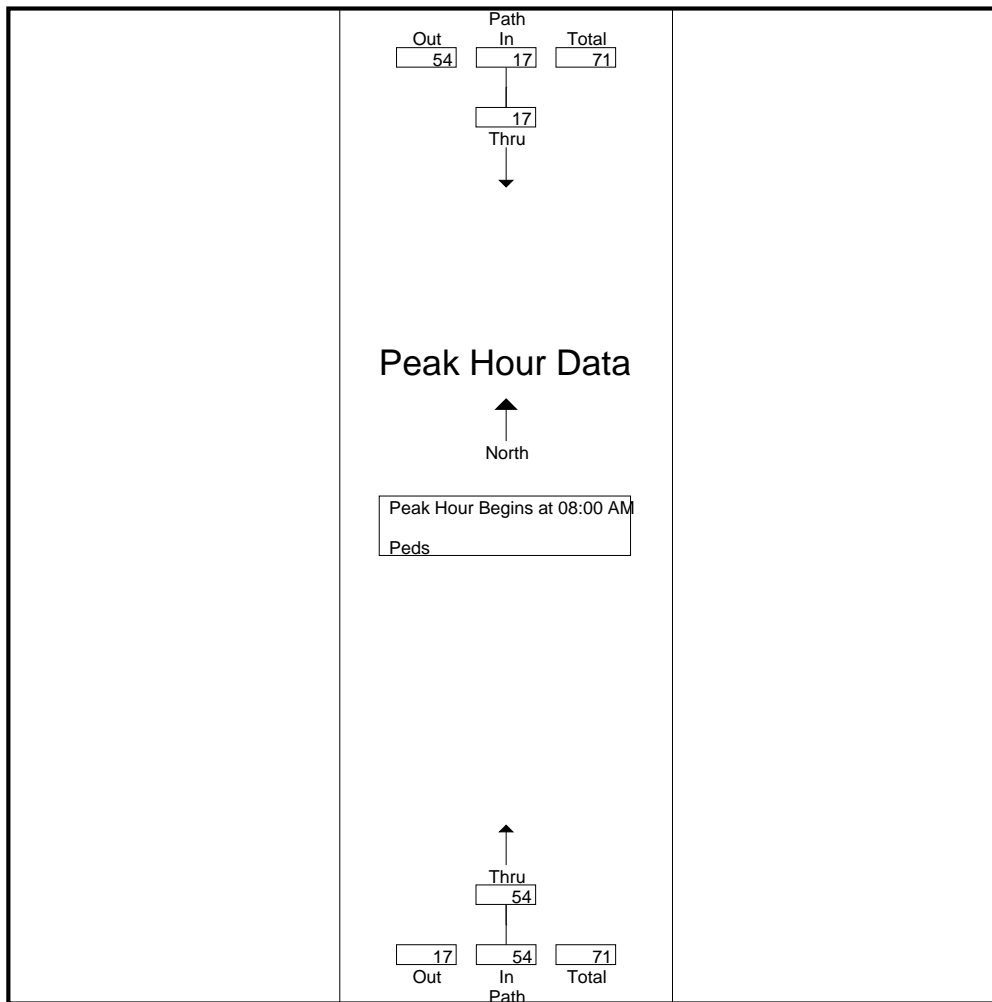 Path
Out In Total
54 17 71
17
Thru
Peak Hour Data
North
Peak Hour Begins at 08:00 AM
Peds
Thru
54
17 54 71
Out In Total
Path